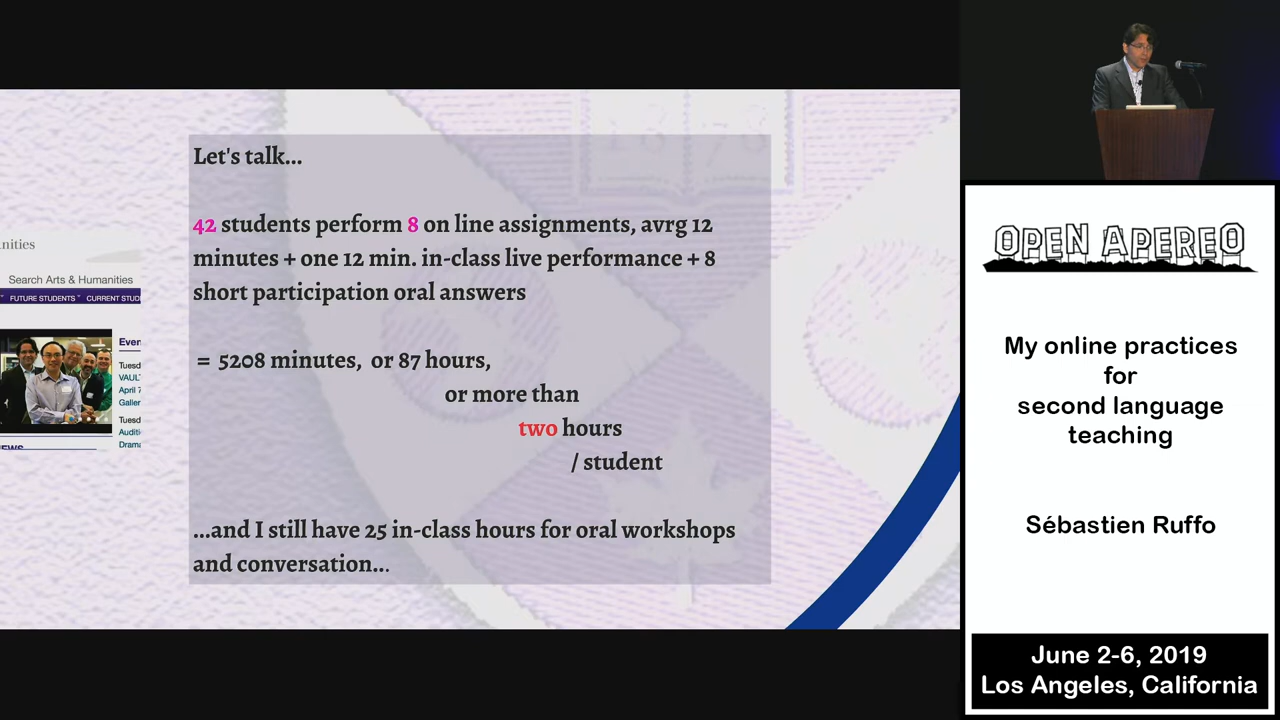 Let's talk...
42 students perform 8 on line assignments, avrg 12
minutes + one 12 min. in-class live performance + 8
short participation oral answers
= 5208 minutes, or 87 hours,
or more than
two hours
/ student
...and I still have 25 in-class hours for oral workshops
and conversation...
nities
Search Arts & Humanities
FUTURE STUDENTS
CURRENT STUD
Even
Tuesd
VAUL
April 7
Galler
Tuesd
Auditi
Drama
EWS
OPEN APEREO
My online practices
for
second language
teaching
Sébastien Ruffo
June 2-6, 2019
Los Angeles, California